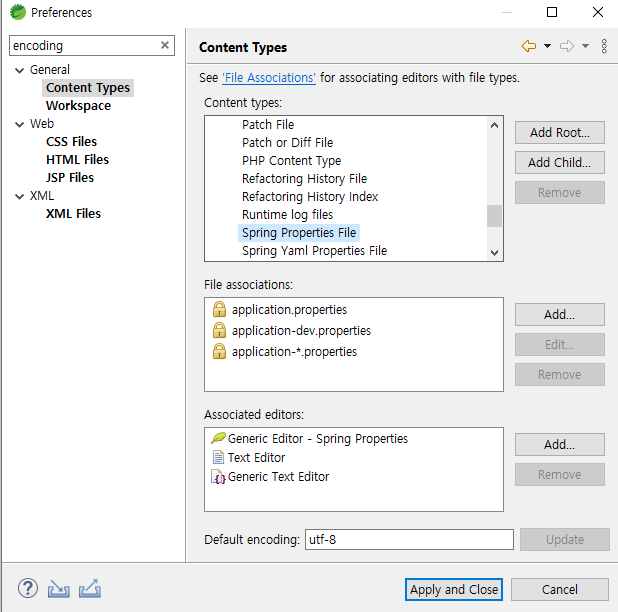 Preferences
encoding
General
Content Types
Workspace
Web
CSS Files
HTML Files
JSP Files
XML
XML Files
Content Types
See 'File Associations' for associating editors with file types.
Content types:
Patch File
Patch or Diff File
PHP Content Type
Refactoring History File
Refactoring History Index
Runtime log files
Spring Properties File
Spring Yaml Properties File
Add Root...
Add Child...
Remove
File associations:
application.properties
application-dev.properties
application-*.properties
Add...
Edit...
Remove
Associated editors:
Generic Editor - Spring Properties
Text Editor
Generic Text Editor
Add...
Remove
Default encoding: utf-8 Update
Apply and Close Cancel